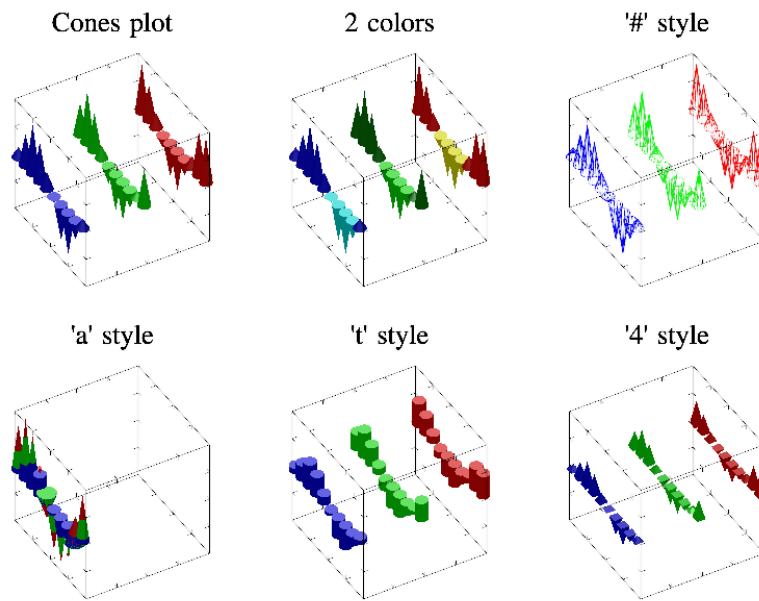 Cones plot
2 colors
'#' style
'a' style
't' style
'4' style